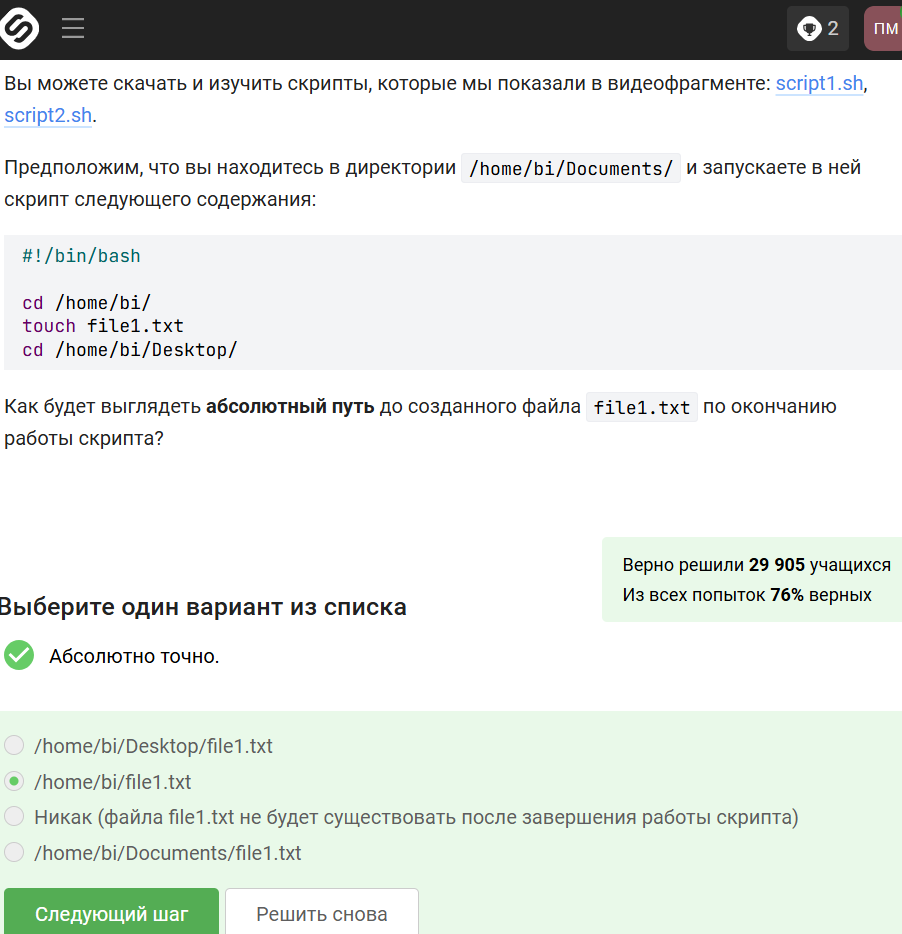 2
ПМ
Вы можете скачать и изучить скрипты, которые мы показали в видеофрагменте: script1.sh,
script2.sh.
Предположим, что вы находитесь в директории /home/bi/Documents/ и запускаете в ней
скрипт следующего содержания:
#!/bin/bash
cd /home/bi/
touch file1.txt
cd /home/bi/Desktop/
Как будет выглядеть абсолютный путь до созданного файла file1.txt по окончанию
работы скрипта?
Верно решили 29 905 учащихся
Из всех попыток 76% верных
Выберите один вариант из списка
Абсолютно точно.
/home/bi/Desktop/file1.txt
/home/bi/file1.txt
Никак (файла file1.txt не будет существовать после завершения работы скрипта)
/home/bi/Documents/file1.txt
Следующий шаг
Решить снова